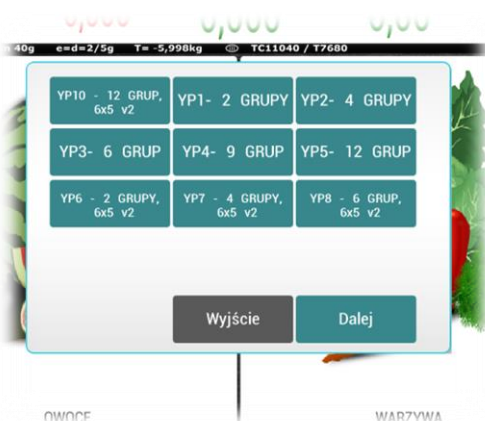 40g e=d=2/5g T= -5,998kg TC11040 / T7680
YP10 - 12 GRUP, 6x5 v2
YP1- 2 GRUPY
YP2- 4 GRUPY
YP3- 6 GRUP
YP4- 9 GRUP
YP5- 12 GRUP
YP6 - 2 GRUPY, 6x5 v2
YP7 - 4 GRUPY, 6x5 v2
YP8 - 6 GRUP, 6x5 v2
Wyjście
Dalej
OWOCE
WARZYWA